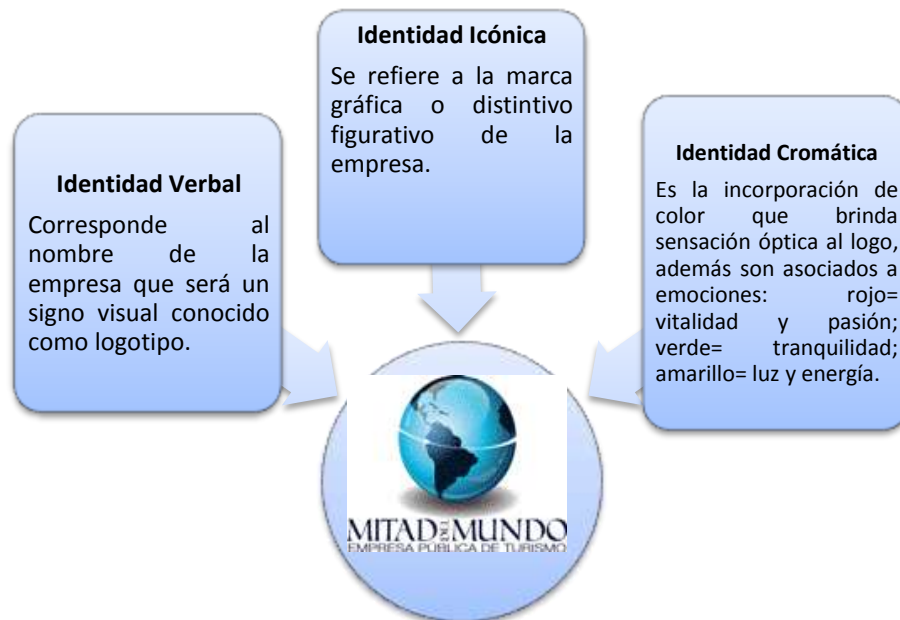 Identidad Verbal
Corresponde al
nombre de la
empresa que será un
signo visual conocido
como logotipo.
Identidad Icónica
Se refiere a la marca
gráfica o distintivo
figurativo de la
empresa.
Identidad Cromática
Es la incorporación de
color que brinda
sensación óptica al logo,
además son asociados a
emociones: rojo=
vitalidad y pasión;
verde= tranquilidad;
amarillo= luz y energía.
MITAD DEL MUNDO
EMPRESA PÚBLICA DE TURISMO